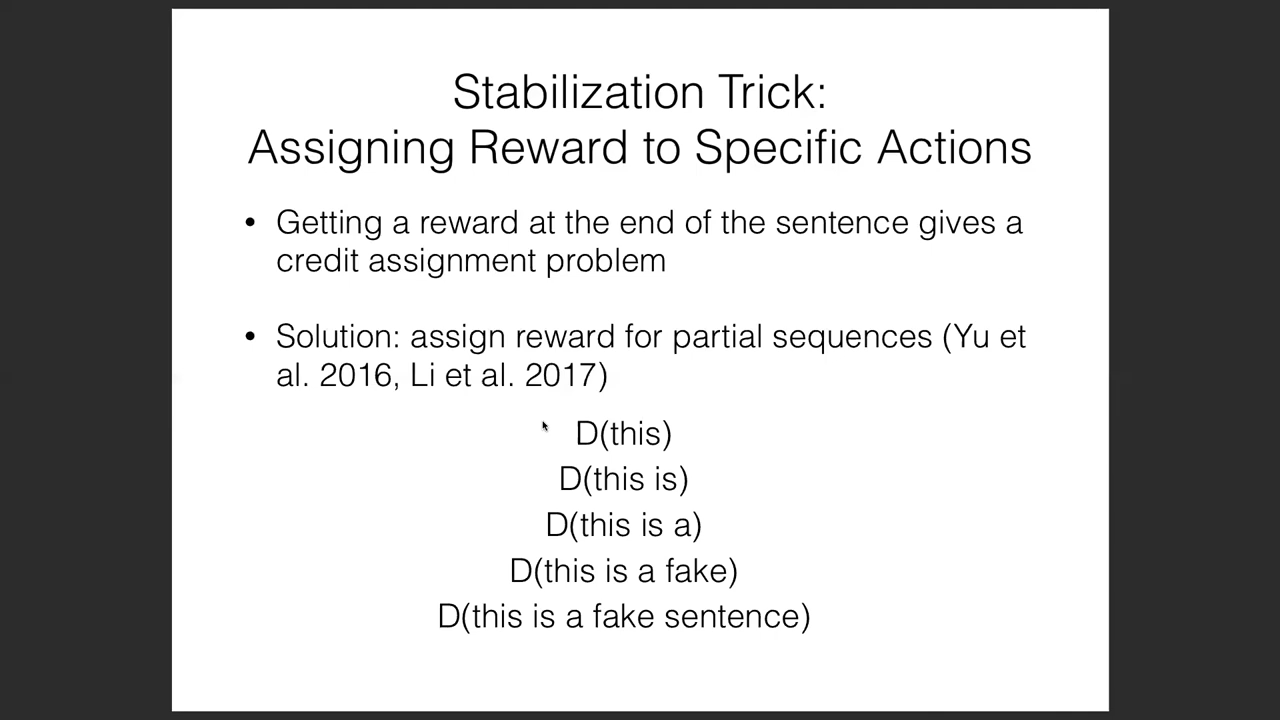 Stabilization Trick:
Assigning Reward to Specific Actions
• Getting a reward at the end of the sentence gives a
credit assignment problem
• Solution: assign reward for partial sequences (Yu et
al. 2016, Li et al. 2017)
D(this)
D(this is)
D(this is a)
D(this is a fake)
D(this is a fake sentence)